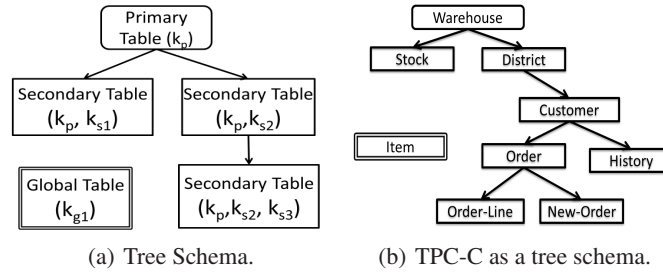 Primary
Table (kp)
Secondary Table
(kp, ks1)
Secondary Table
(kp,ks2)
Global Table
(kg1)
Secondary Table
(kp,ks2, ks3)
(a) Tree Schema.
Warehouse
Stock
District
Customer
Item
Order
History
Order-Line
New-Order
(b) TPC-C as a tree schema.